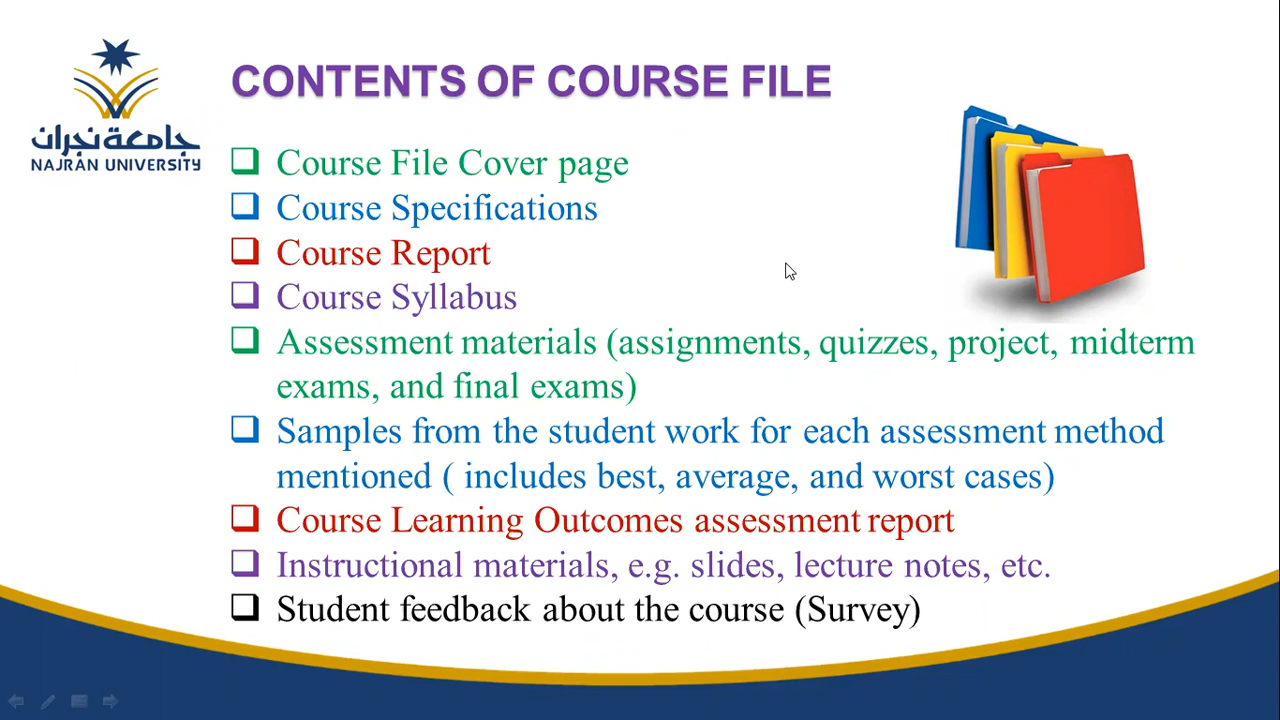 جامعة نجران
NAJRAN UNIVERSITY
CONTENTS OF COURSE FILE
Course File Cover page
Course Specifications
Course Report
Course Syllabus
Assessment materials (assignments, quizzes, project, midterm
exams, and final exams)
Samples from the student work for each assessment method
mentioned ( includes best, average, and worst cases)
Course Learning Outcomes assessment report
Instructional materials, e.g. slides, lecture notes, etc.
Student feedback about the course (Survey)